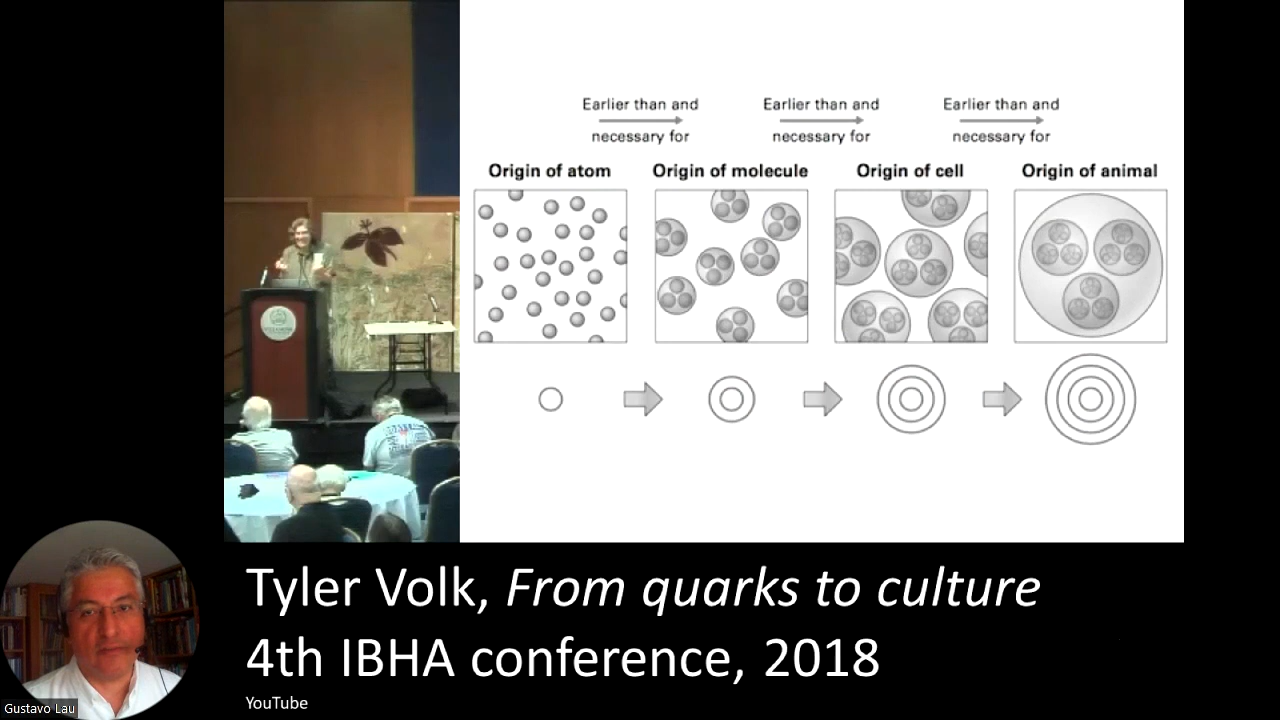 Earlier than and
necessary for
Earlier than and
necessary for
Earlier than and
necessary for
Origin of atom
Origin of molecule
Origin of cell
Origin of animal
Tyler Volk, From quarks to culture
4th IBHA conference, 2018
YouTube
Gustavo Lau